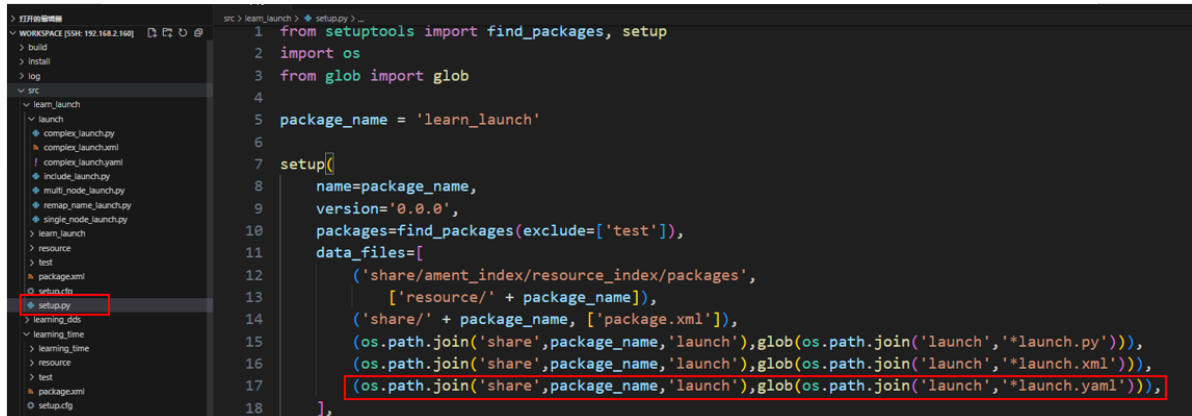 > 打开的编辑器
WORKSPACE [SSH: 192.168.2.160]
> build
> install
> log
src
learn_launch
launch
complex_launch.py
complex_launch.xml
! complex_launch.yaml
include_launch.py
multi_node_launch.py
remap_name_launch.py
single_node_launch.py
> learn_launch
> resource
> test
package.xml
setup.cfg
setup.py
> learning_dds
learning_time
> learning_time
> resource
> test
package.xml
setup.cfg
src > learn_launch > setup.py > ...
1 from setuptools import find_packages, setup
2 import os
3 from glob import glob
4
5 package_name = 'learn_launch'
6
7 setup(
8 name=package_name,
9 version='0.0.0',
10 packages=find_packages(exclude=['test']),
11 data_files=[
12 ('share/ament_index/resource_index/packages',
13 ['resource/' + package_name]),
14 ('share/' + package_name, ['package.xml']),
15 (os.path.join('share',package_name,'launch'),glob(os.path.join('launch','*launch.py'))),
16 (os.path.join('share',package_name,'launch'),glob(os.path.join('launch','*launch.xml'))),
17 (os.path.join('share',package_name,'launch'),glob(os.path.join('launch','*launch.yaml'))),
18 ],